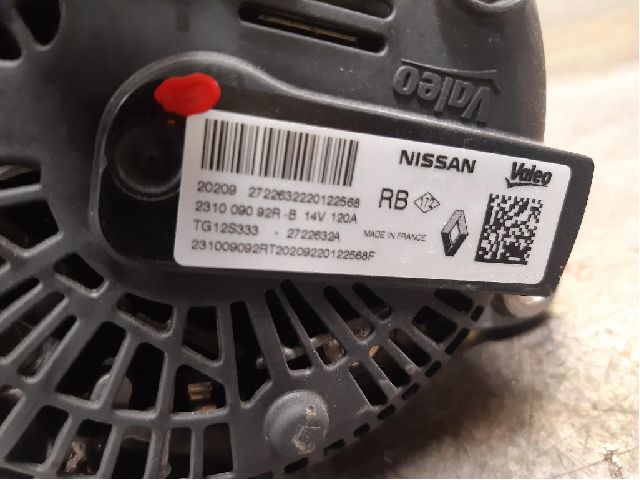 Valeo
NISSAN Valeo
20209 2722632220122568
2310 090 92R -B 14V 120A
RB
TG12S333 - 2722632A
MADE IN FRANCE
231009092RT20209220122568F